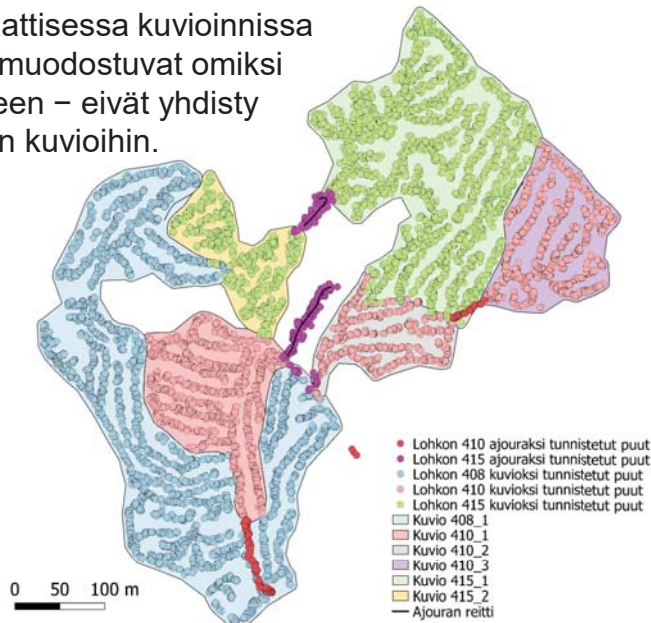 attisessa kuvioinnissa
muodostuvat omiksi
een – eivät yhdisty
n kuvioihin.
Lohkon 410 ajouraksi tunnistetut puut
Lohkon 415 ajouraksi tunnistetut puut
Lohkon 408 kuvioksi tunnistetut puut
Lohkon 410 kuvioksi tunnistetut puut
Lohkon 415 kuvioksi tunnistetut puut
Kuvio 408_1
Kuvio 410_1
Kuvio 410_2
Kuvio 410_3
Kuvio 415_1
Kuvio 415_2
Ajouran reitti
0 50 100 m